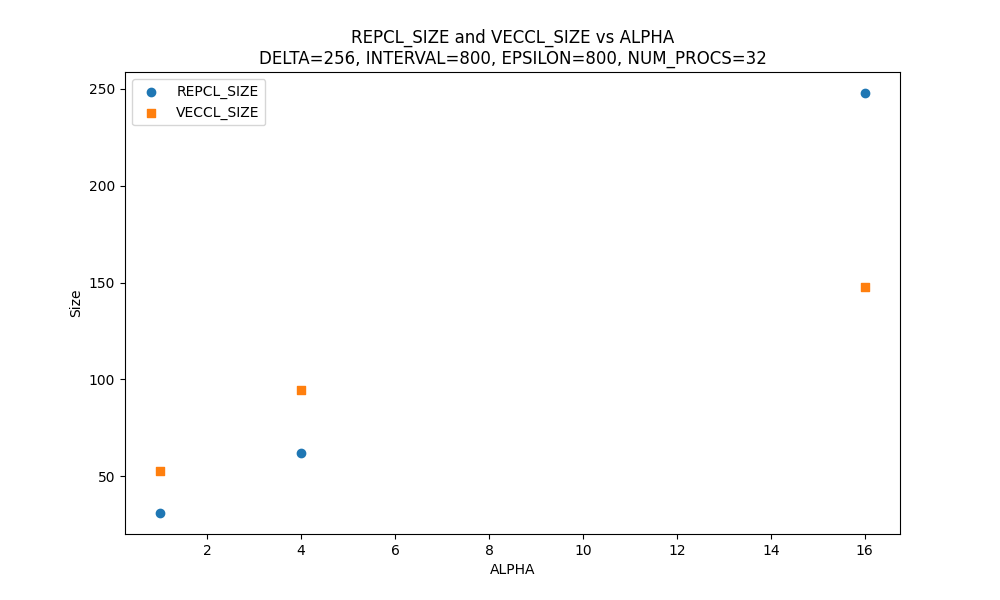 REPCL_SIZE and VECCL_SIZE vs ALPHA
DELTA=256, INTERVAL=800, EPSILON=800, NUM_PROCS=32
REPCL_SIZE
VECCL_SIZE
250
200
150
100
50
Size
2 4 6 8 10 12 14 16
ALPHA